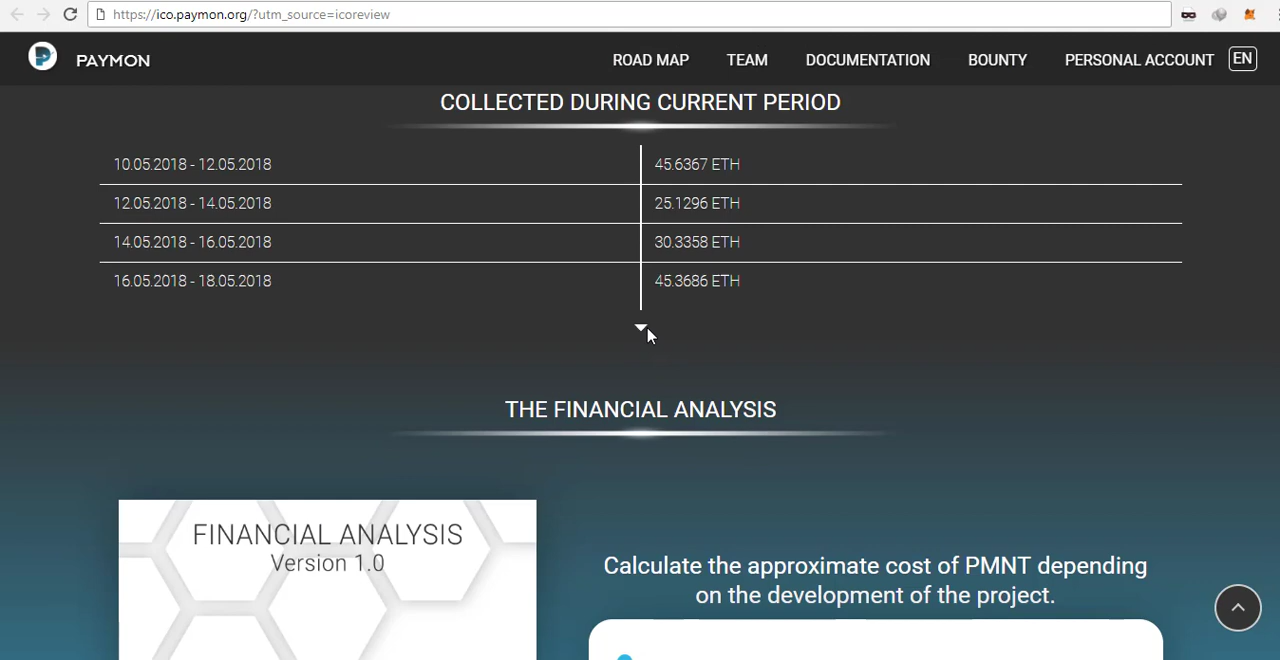 https://ico.paymon.org/?utm_source=icoreview
PAYMON
ROAD MAP
TEAM
DOCUMENTATION
BOUNTY
PERSONAL ACCOUNT
EN
COLLECTED DURING CURRENT PERIOD
10.05.2018 - 12.05.2018 45.6367 ETH
12.05.2018 - 14.05.2018 25.1296 ETH
14.05.2018 - 16.05.2018 30.3358 ETH
16.05.2018 - 18.05.2018 45.3686 ETH
THE FINANCIAL ANALYSIS
FINANCIAL ANALYSIS
Version 1.0
Calculate the approximate cost of PMNT depending
on the development of the project.